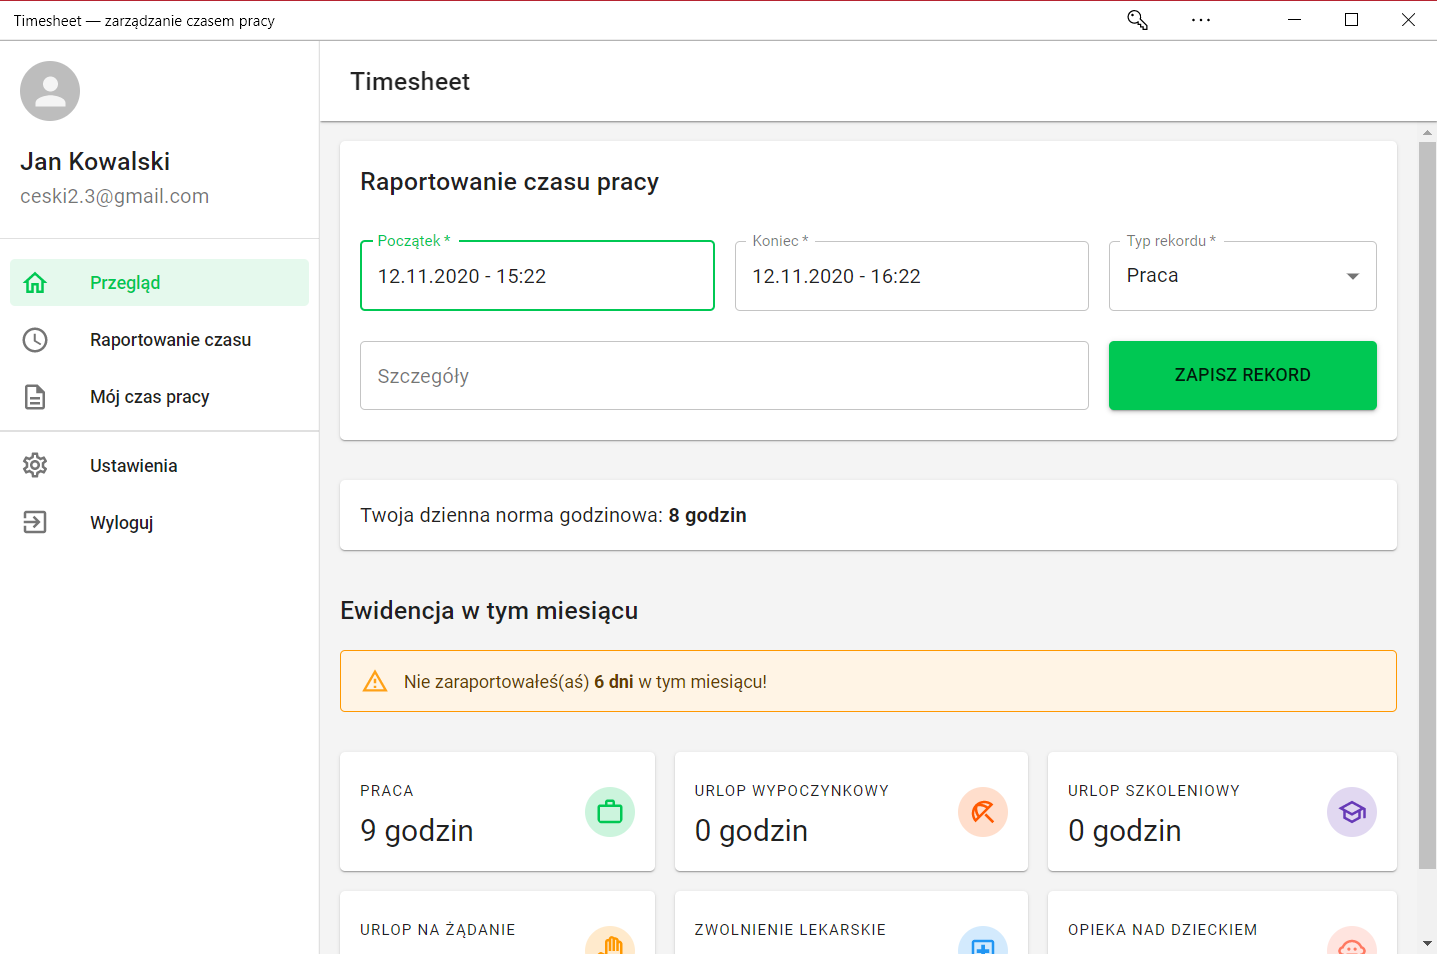 Timesheet — zarządzanie czasem pracy
Jan Kowalski
ceski2.3@gmail.com
Przegląd
Raportowanie czasu
Mój czas pracy
Ustawienia
Wyloguj
Timesheet
Raportowanie czasu pracy
Początek *
12.11.2020 - 15:22
Koniec *
12.11.2020 - 16:22
Typ rekordu *
Praca
Szczegóły
ZAPISZ REKORD
Twoja dzienna norma godzinowa: 8 godzin
Ewidencja w tym miesiącu
Nie zaraportowałeś(aś) 6 dni w tym miesiącu!
PRACA
9 godzin
URLOP WYPOCZYNKOWY
0 godzin
URLOP SZKOLENIOWY
0 godzin
URLOP NA ŻĄDANIE
ZWOLNIENIE LEKARSKIE
OPIEKA NAD DZIECKIEM